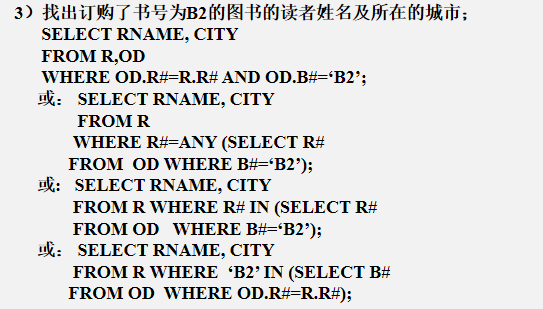 3）找出订购了书号为B2的图书的读者姓名及所在的城市；
SELECT RNAME, CITY
FROM R,OD
WHERE OD.R#=R.R# AND OD.B#=‘B2’;
或： SELECT RNAME, CITY
FROM R
WHERE R#=ANY (SELECT R#
FROM OD WHERE B#=‘B2’);
或： SELECT RNAME, CITY
FROM R WHERE R# IN (SELECT R#
FROM OD WHERE B#=‘B2’);
或： SELECT RNAME, CITY
FROM R WHERE ‘B2’ IN (SELECT B#
FROM OD WHERE OD.R#=R.R#);